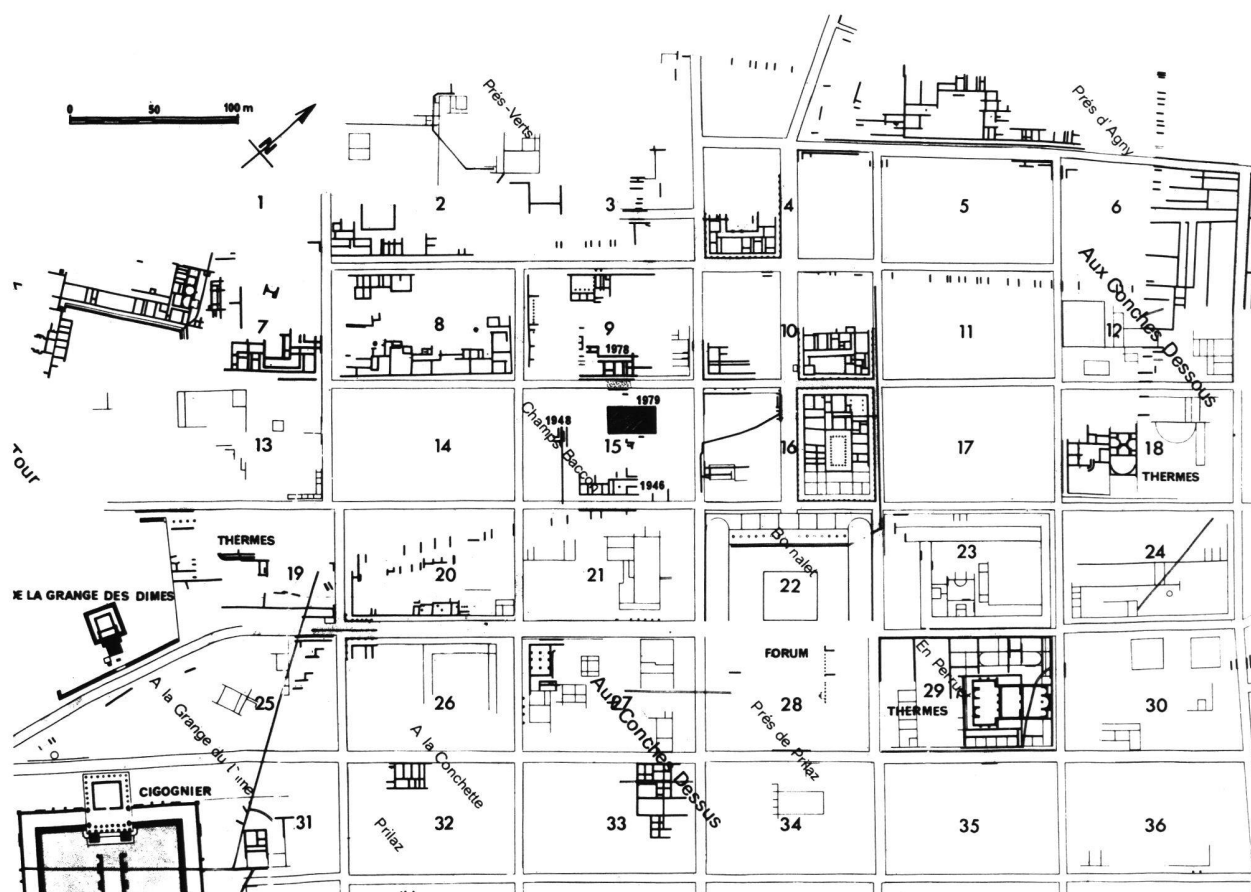 0 50 100 m
N
Prés-Verts
Prés d'Agny
1
2
3
4
5
6
Aux Conches Dessous
7
8
9
10
11
12
1978
1979
1948
Champs Baccon
1946
13
14
15
16
17
18
THERMES
Tour
THERMES
19
20
21
Bornalet
22
23
24
DE LA GRANGE DES DIMES
FORUM
En Perruet
25
26
27
28
29
30
THERMES
A la Grange du Dîme
A la Conchette
Aux Conches Dessus
Prés de Prilaz
CIGOGNIER
31
32
33
34
35
36
Prilaz